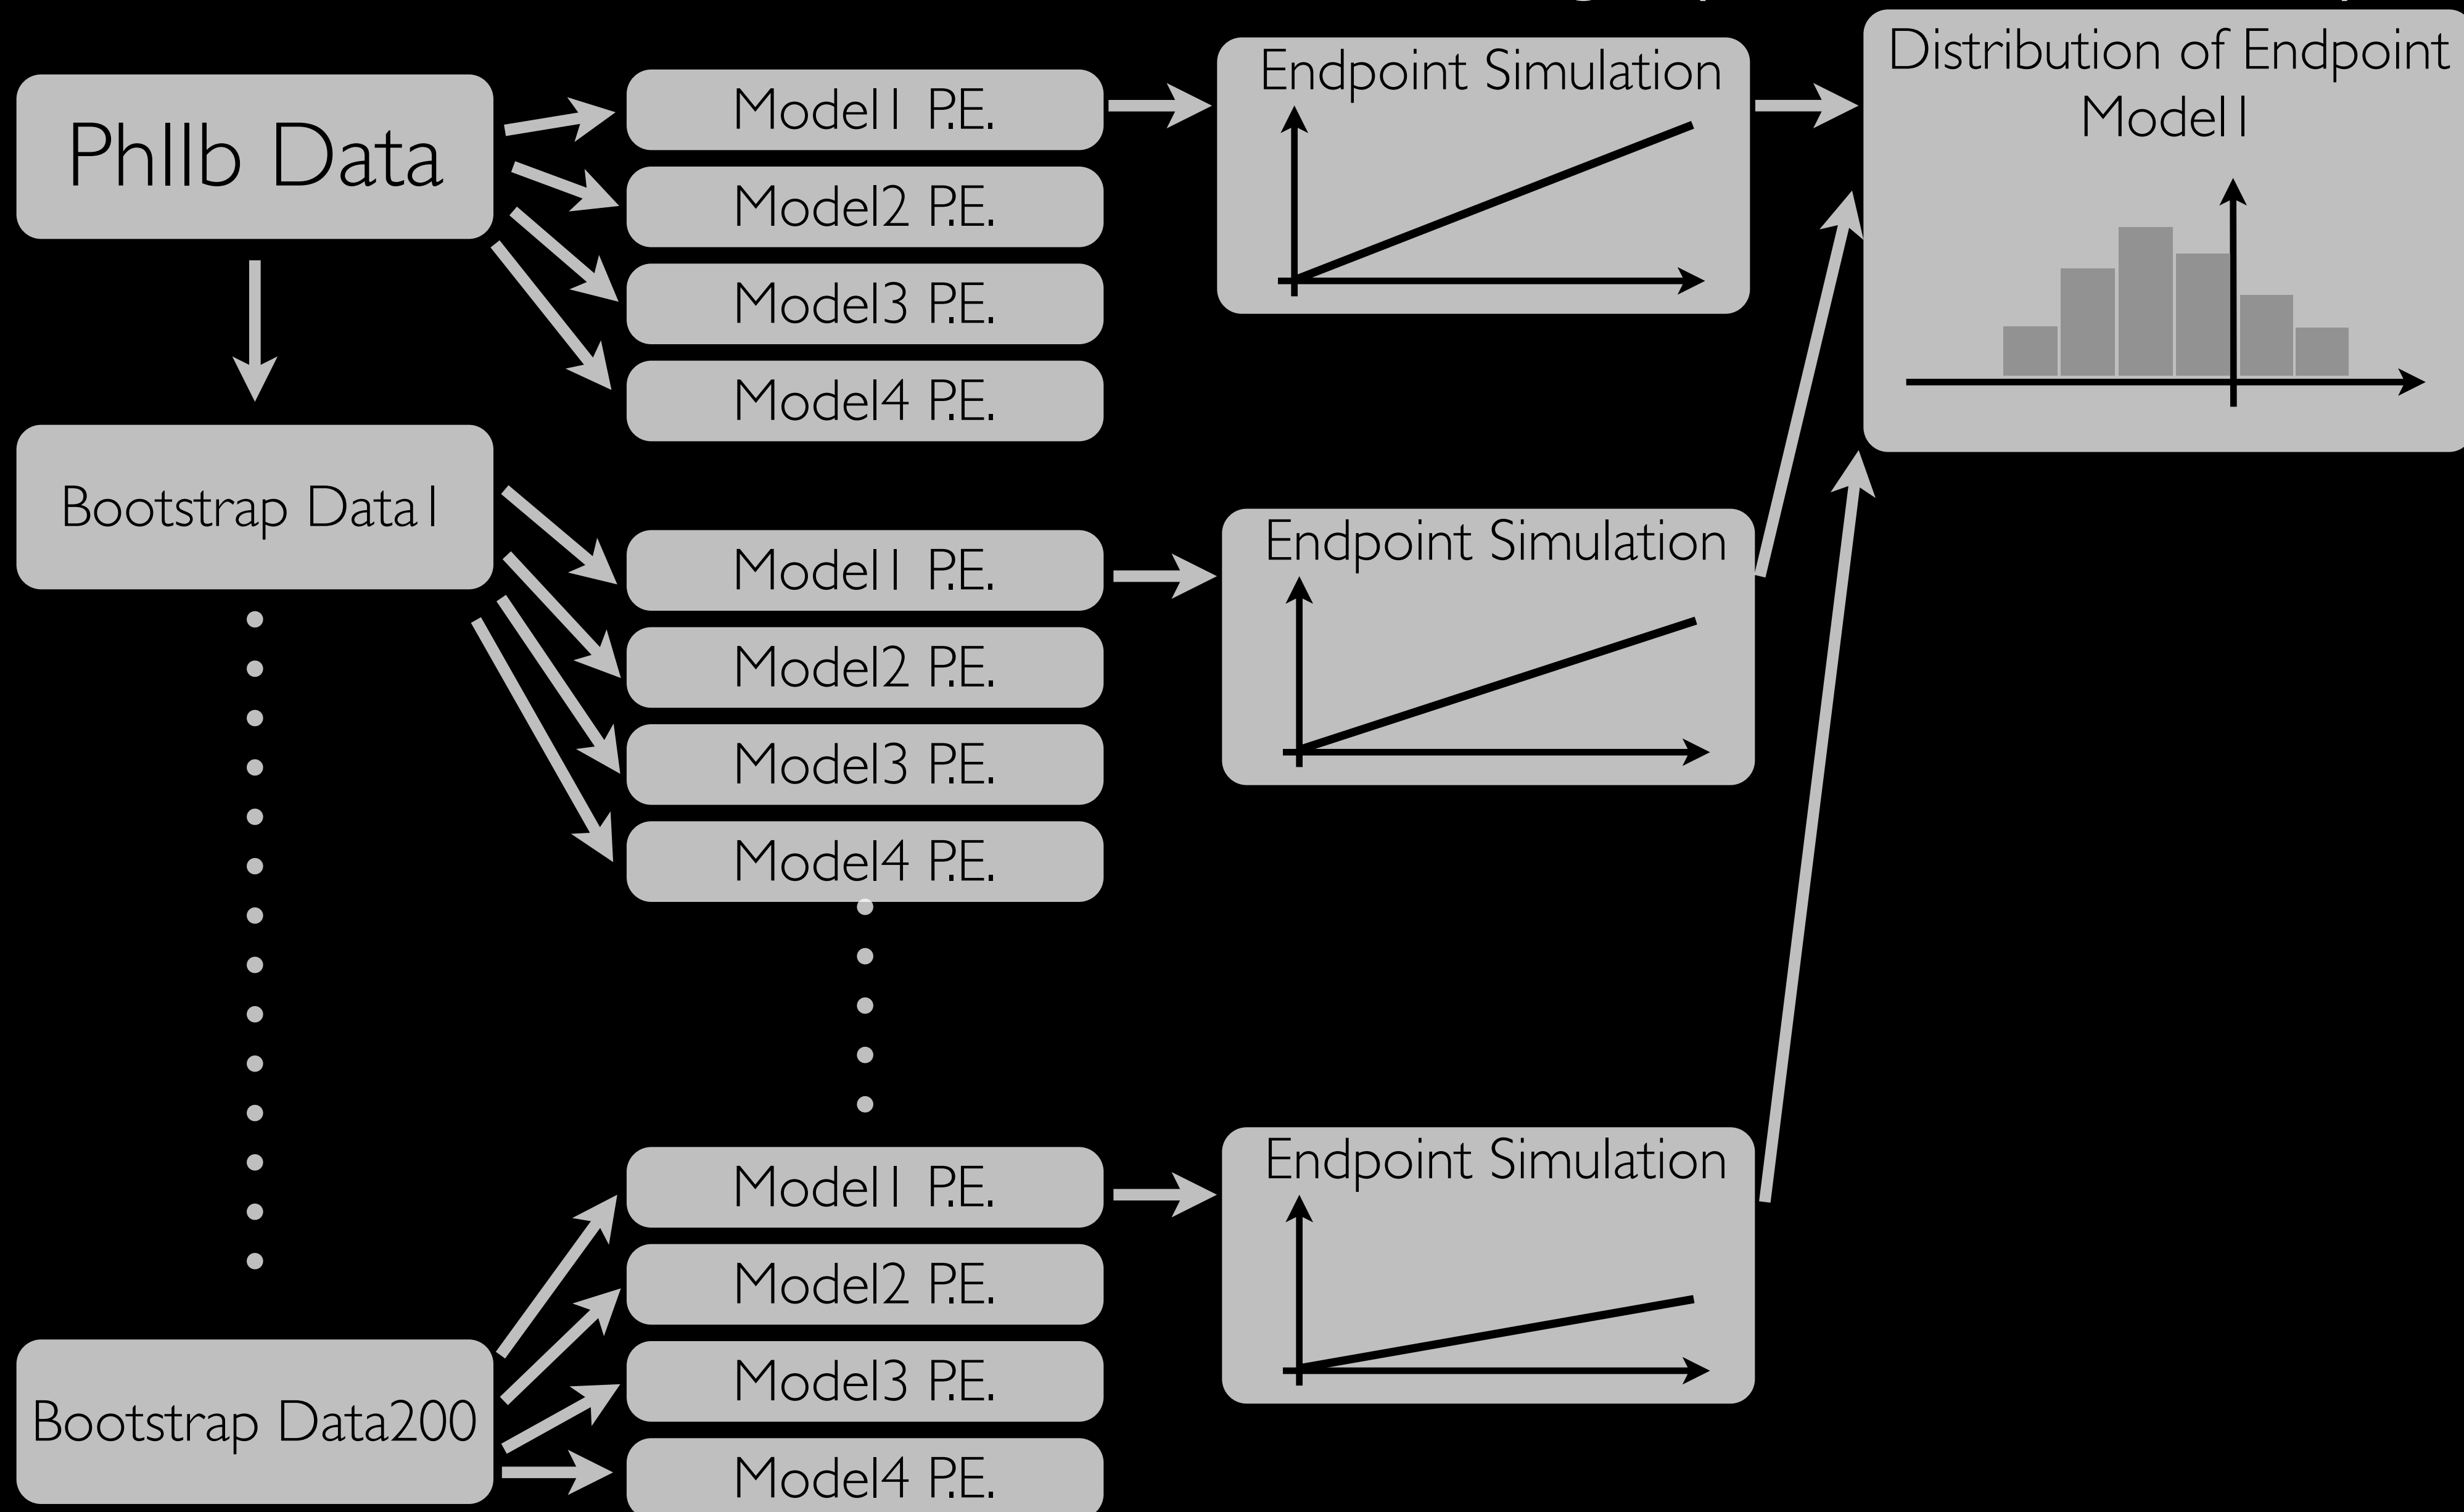 PhIIb Data
Model1 P.E.
Model2 P.E.
Model3 P.E.
Model4 P.E.
Endpoint Simulation
Distribution of Endpoint
Model1
Bootstrap Data1
Model1 P.E.
Model2 P.E.
Model3 P.E.
Model4 P.E.
Endpoint Simulation
Bootstrap Data200
Model1 P.E.
Model2 P.E.
Model3 P.E.
Model4 P.E.
Endpoint Simulation